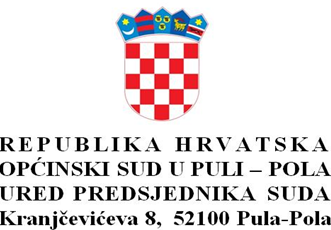 REPUBLIKA HRVATSKA
OPĆINSKI SUD U PULI – POLA
URED PREDSJEDNIKA SUDA
Kranjčevićeva 8, 52100 Pula-Pola